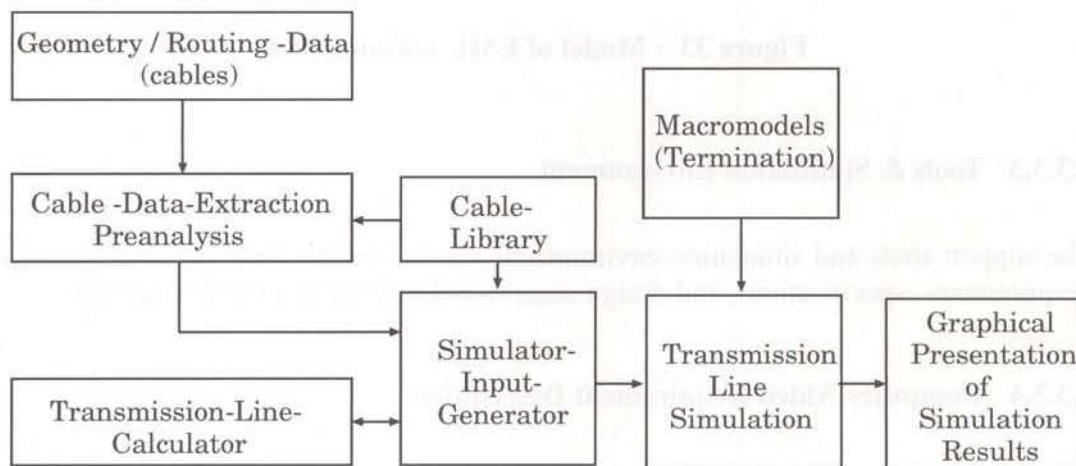 Geometry / Routing -Data
(cables)
Macromodels
(Termination)
Cable -Data-Extraction
Preanalysis
Cable-
Library
Simulator-
Input-
Generator
Transmission
Line
Simulation
Graphical
Presentation
of
Simulation
Results
Transmission-Line-
Calculator